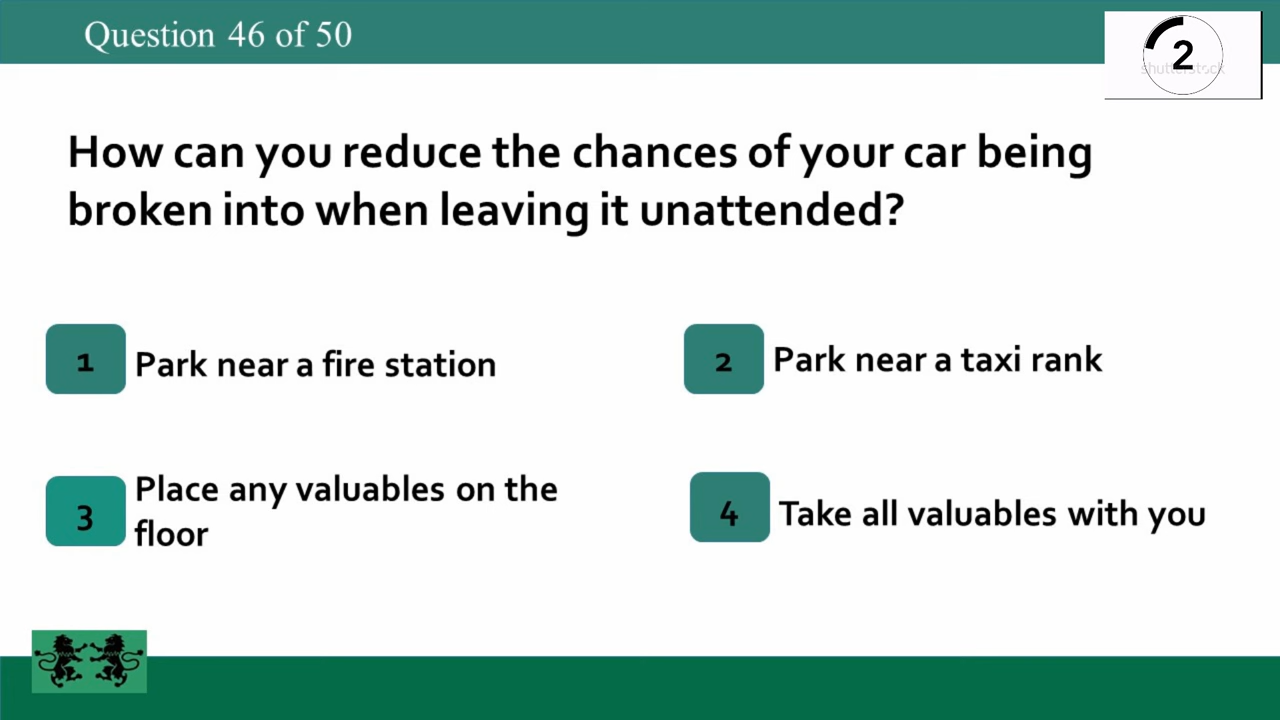 Question 46 of 50
2
shutterstock
How can you reduce the chances of your car being
broken into when leaving it unattended?
1 Park near a fire station
2 Park near a taxi rank
3 Place any valuables on the
floor
4 Take all valuables with you